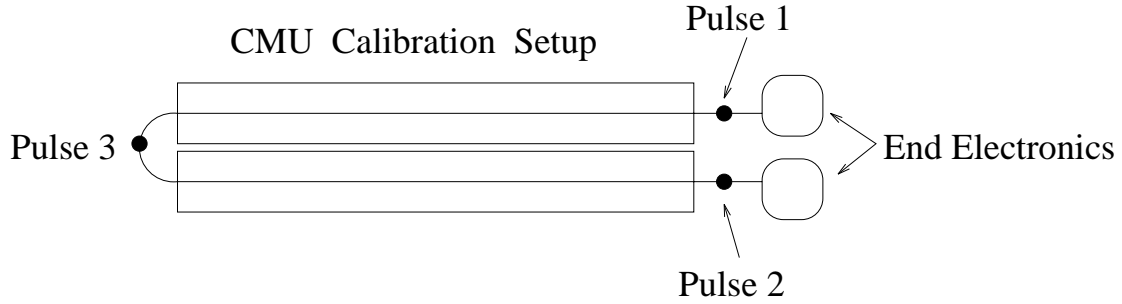 Pulse 1
CMU Calibration Setup
Pulse 3
End Electronics
Pulse 2